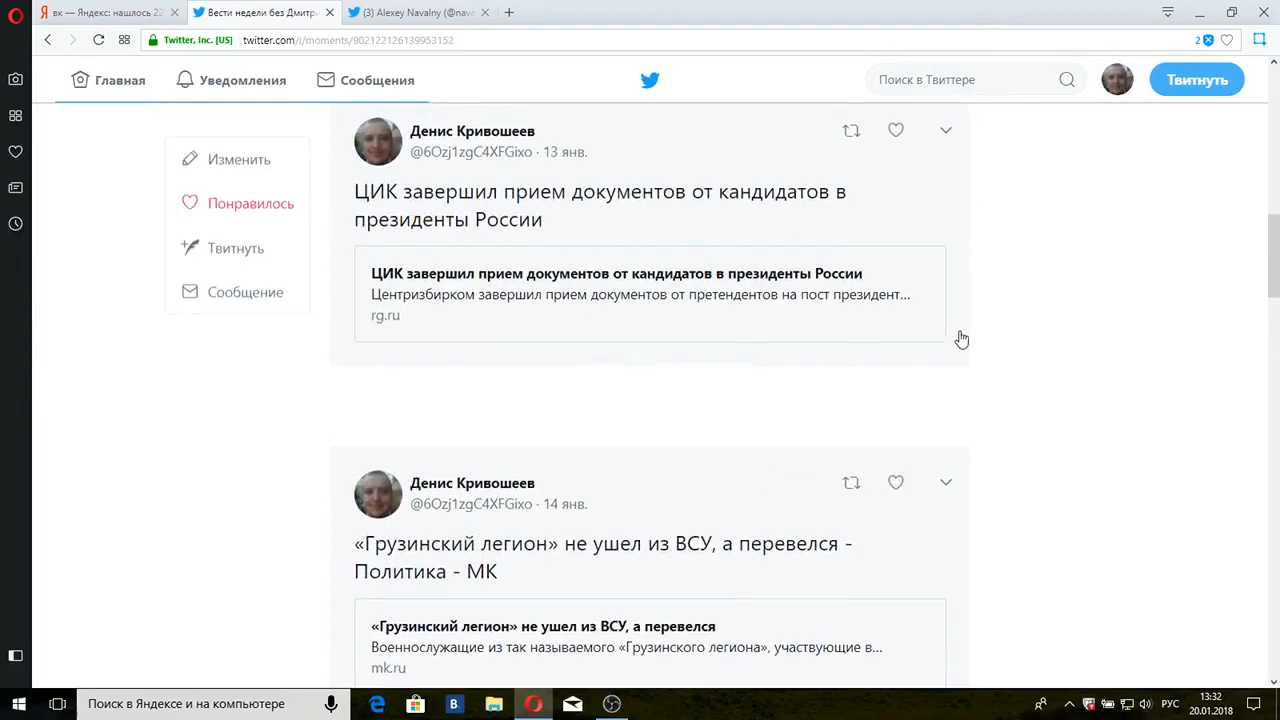 вк — Яндекс: нашлось 22
Вести недели без Дмитри
(3) Alexey Navalny (@nava
Twitter, Inc. [US]
twitter.com/i/moments/902122126139953152
2
Главная
Уведомления
Сообщения
Поиск в Твиттере
Твитнуть
Изменить
Понравилось
Твитнуть
Сообщение
Денис Кривошеев
@6Ozj1zgC4XFGixo · 13 янв.
ЦИК завершил прием документов от кандидатов в
президенты России
ЦИК завершил прием документов от кандидатов в президенты России
Центризбирком завершил прием документов от претендентов на пост президент...
rg.ru
Денис Кривошеев
@6Ozj1zgC4XFGixo · 14 янв.
«Грузинский легион» не ушел из ВСУ, а перевелся -
Политика - МК
«Грузинский легион» не ушел из ВСУ, а перевелся
Военнослужащие из так называемого «Грузинского легиона», участвующие в...
mk.ru
Поиск в Яндексе и на компьютере
РУС
13:32
20.01.2018